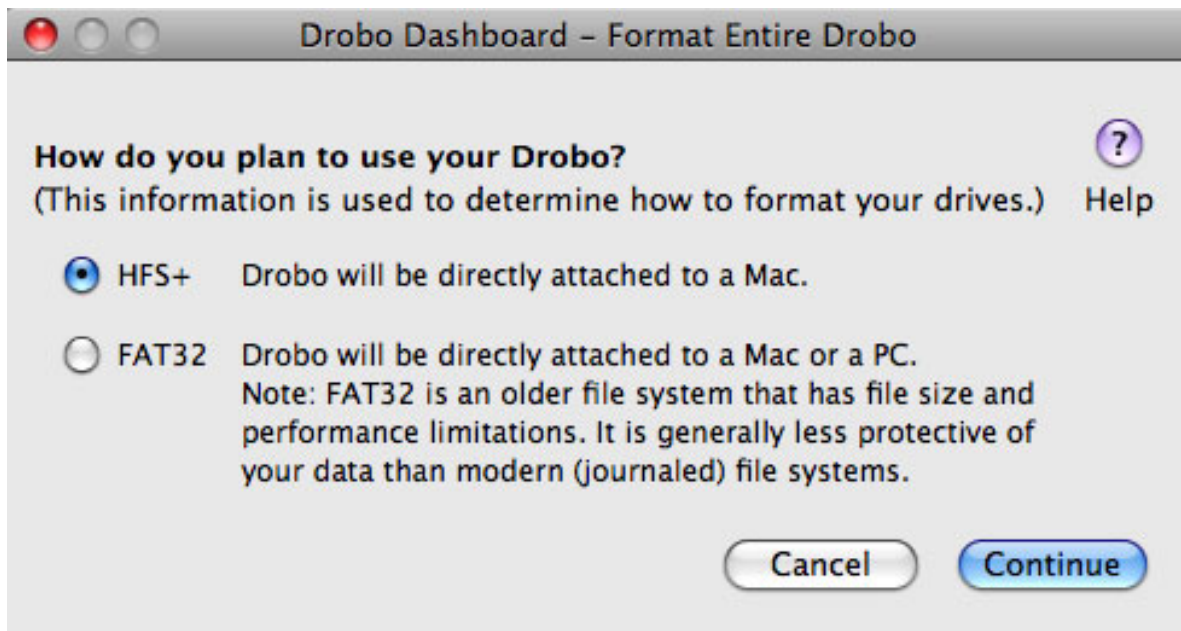 Drobo Dashboard – Format Entire Drobo
How do you plan to use your Drobo?
(This information is used to determine how to format your drives.)
?
Help
HFS+ Drobo will be directly attached to a Mac.
FAT32 Drobo will be directly attached to a Mac or a PC.
Note: FAT32 is an older file system that has file size and
performance limitations. It is generally less protective of
your data than modern (journaled) file systems.
Cancel Continue